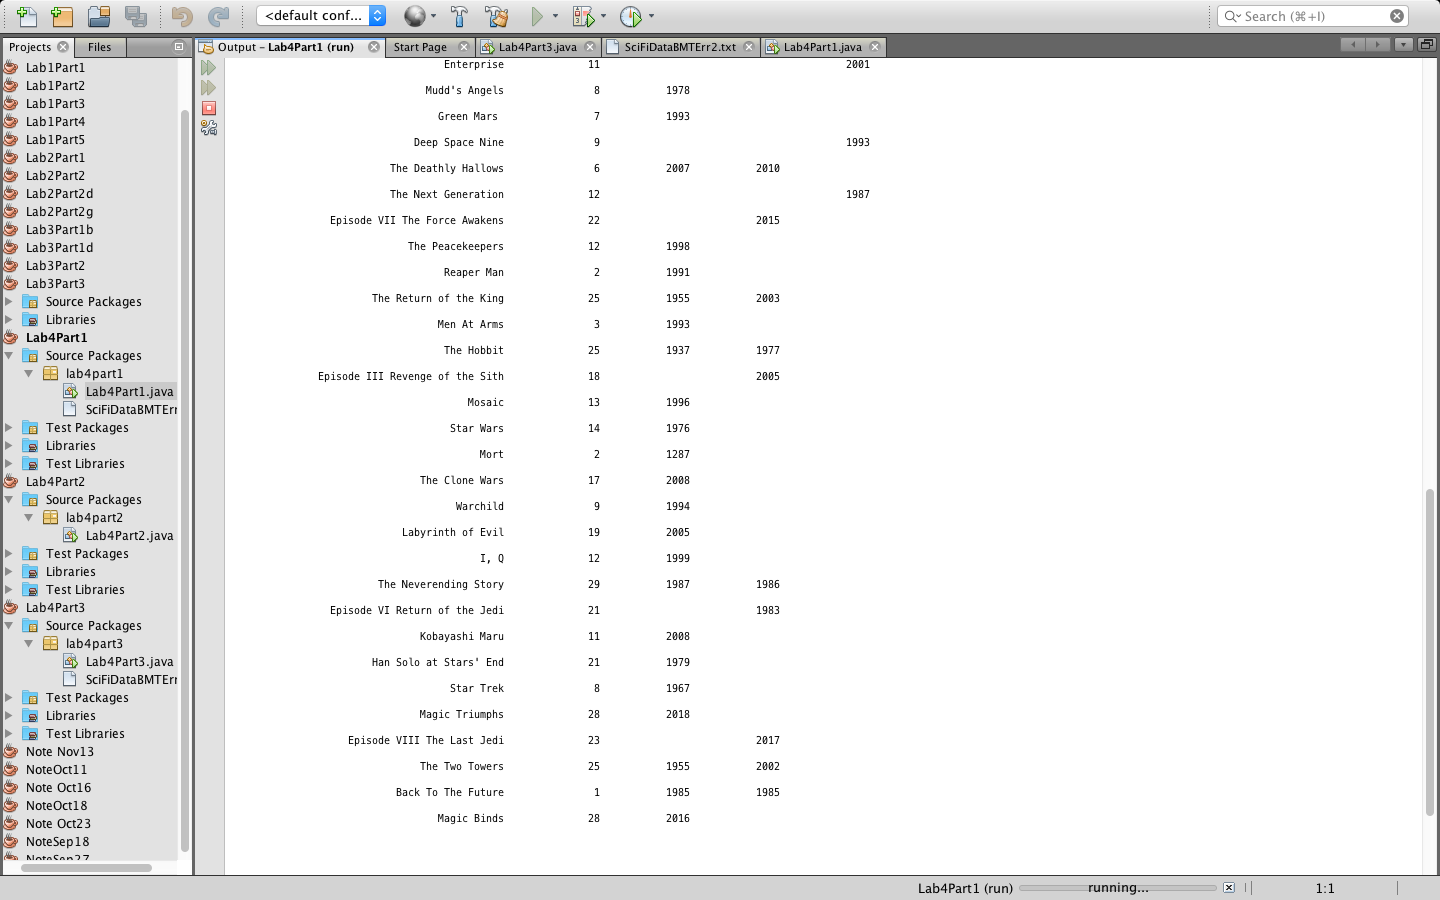 <default conf...
Search (⌘+I)
Projects
Files
Output – Lab4Part1 (run)
Start Page
Lab4Part3.java
SciFiDataBMTErr2.txt
Lab4Part1.java
Lab1Part1
Lab1Part2
Lab1Part3
Lab1Part4
Lab1Part5
Lab2Part1
Lab2Part2
Lab2Part2d
Lab2Part2g
Lab3Part1b
Lab3Part1d
Lab3Part2
Lab3Part3
Source Packages
Libraries
Lab4Part1
Source Packages
lab4part1
Lab4Part1.java
SciFiDataBMTErr
Test Packages
Libraries
Test Libraries
Lab4Part2
Source Packages
lab4part2
Lab4Part2.java
Test Packages
Libraries
Test Libraries
Lab4Part3
Source Packages
lab4part3
Lab4Part3.java
SciFiDataBMTErr
Test Packages
Libraries
Test Libraries
Note Nov13
NoteOct11
Note Oct16
NoteOct18
Note Oct23
NoteSep18
NoteSep27
Enterprise 11 2001
Mudd's Angels 8 1978
Green Mars 7 1993
Deep Space Nine 9 1993
The Deathly Hallows 6 2007 2010
The Next Generation 12 1987
Episode VII The Force Awakens 22 2015
The Peacekeepers 12 1998
Reaper Man 2 1991
The Return of the King 25 1955 2003
Men At Arms 3 1993
The Hobbit 25 1937 1977
Episode III Revenge of the Sith 18 2005
Mosaic 13 1996
Star Wars 14 1976
Mort 2 1287
The Clone Wars 17 2008
Warchild 9 1994
Labyrinth of Evil 19 2005
I, Q 12 1999
The Neverending Story 29 1987 1986
Episode VI Return of the Jedi 21 1983
Kobayashi Maru 11 2008
Han Solo at Stars' End 21 1979
Star Trek 8 1967
Magic Triumphs 28 2018
Episode VIII The Last Jedi 23 2017
The Two Towers 25 1955 2002
Back To The Future 1 1985 1985
Magic Binds 28 2016
Lab4Part1 (run)
running...
1:1